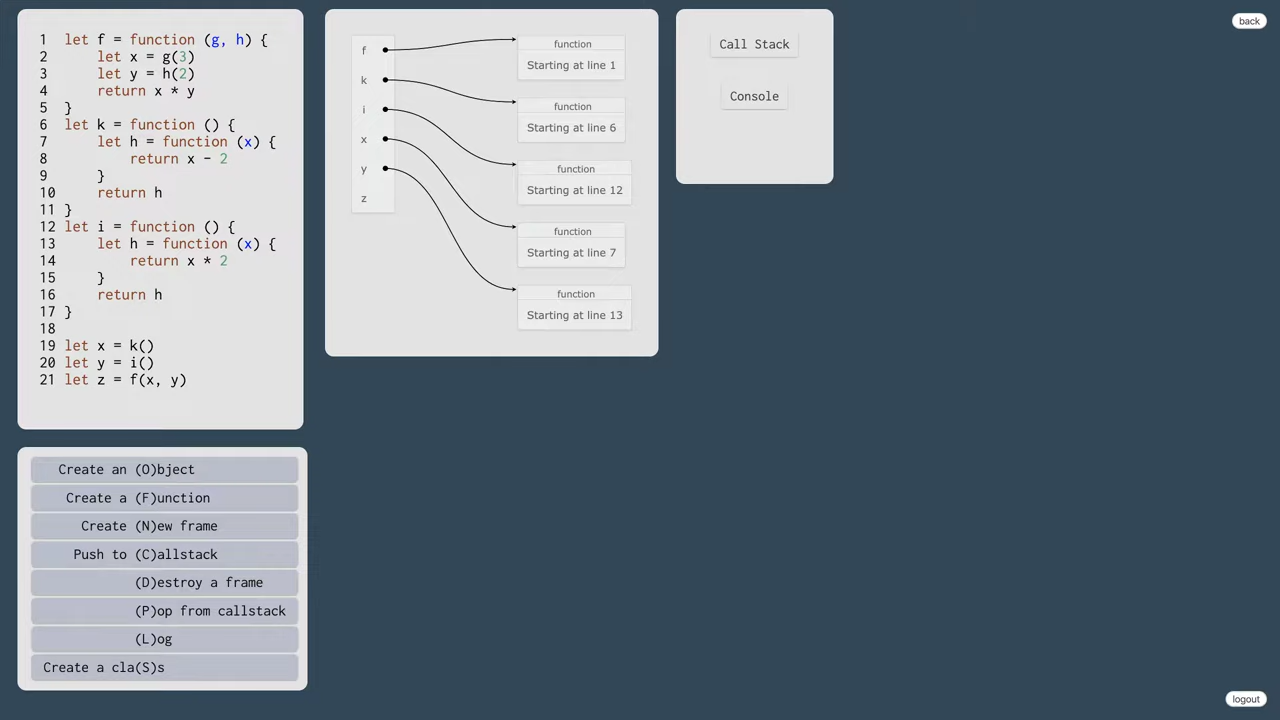 1 let f = function (g, h) {
2     let x = g(3)
3     let y = h(2)
4     return x * y
5 }
6 let k = function () {
7     let h = function (x) {
8         return x - 2
9     }
10     return h
11 }
12 let i = function () {
13     let h = function (x) {
14         return x * 2
15     }
16     return h
17 }
18
19 let x = k()
20 let y = i()
21 let z = f(x, y)
Create an (O)bject
Create a (F)unction
Create (N)ew frame
Push to (C)allstack
(D)estroy a frame
(P)op from callstack
(L)og
Create a cla(S)s
f
k
i
x
y
z
function
Starting at line 1
function
Starting at line 6
function
Starting at line 12
function
Starting at line 7
function
Starting at line 13
Call Stack
Console
back
logout